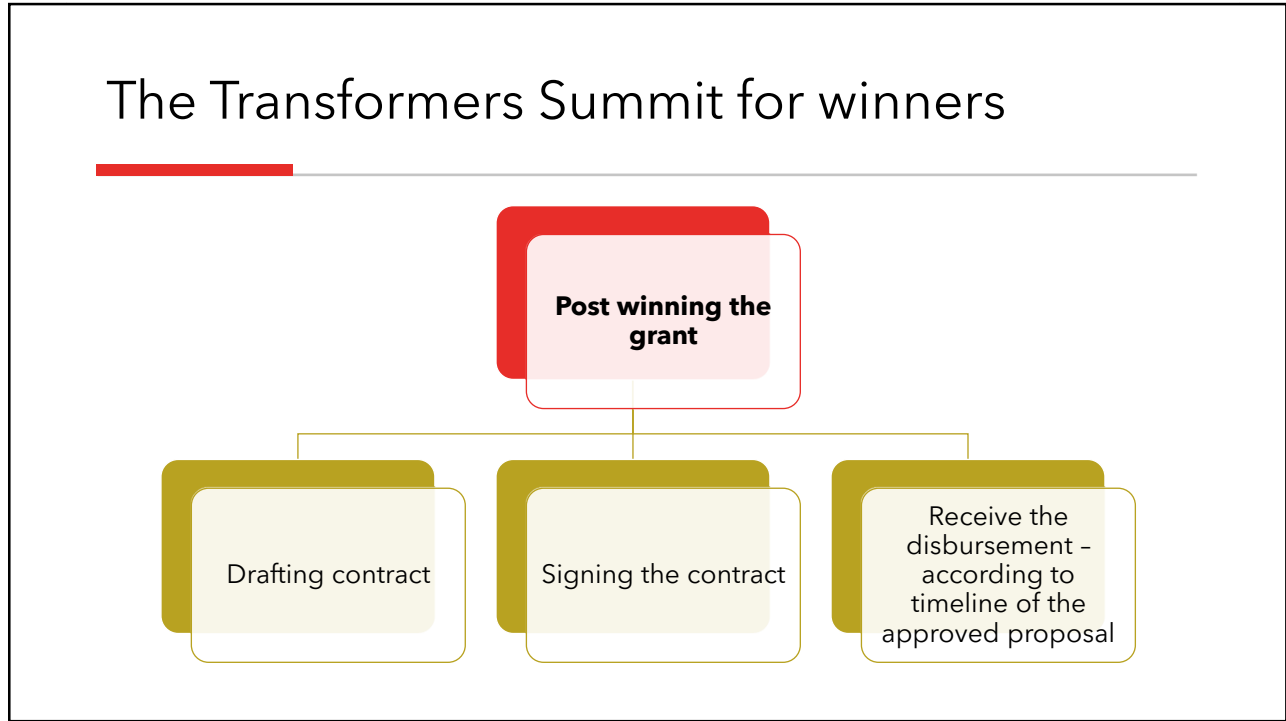 The Transformers Summit for winners
Post winning the
grant
Drafting contract
Signing the contract
Receive the
disbursement –
according to
timeline of the
approved proposal